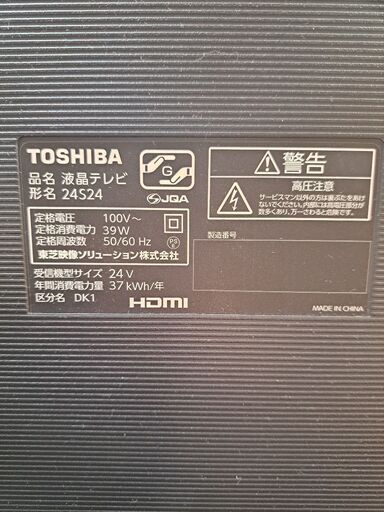 TOSHIBA
品名 液晶テレビ
形名 24S24
G
JQA
定格電圧 100V~
定格消費電力 39W
定格周波数 50/60 Hz
PS
E
東芝映像ソリューション株式会社
受信機型サイズ 24V
年間消費電力量 37kWh/年
区分名 DK1
HDMI
警告
高圧注意
サービスマン以外の方は裏ぶたをあけ
ないでください。内部には高電圧部分が
数多くあり、万一さわると危険です。
製造番号
MADE IN CHINA